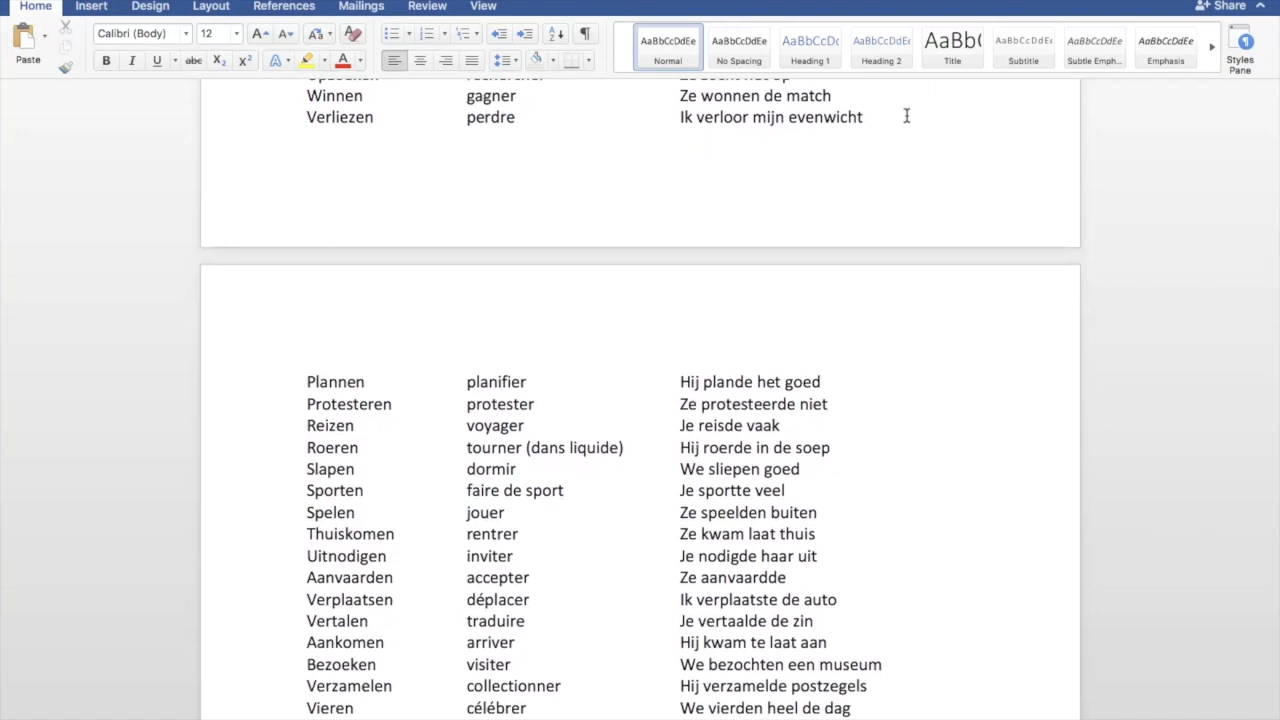 Home Insert Design Layout References Mailings Review View Share
Calibri (Body) 12
Paste
AaBbCcDdEe AaBbCcDdEe AaBbCcDc AaBbCcDdEe AaBb( AaBbCcDdEe AaBbCcDdEe AaBbCcDdEe
Normal No Spacing Heading 1 Heading 2 Title Subtitle Subtle Emph... Emphasis Styles Pane
Winnen gagner Ze wonnen de match
Verliezen perdre Ik verloor mijn evenwicht
Plannen planifier Hij plande het goed
Protesteren protester Ze protesteerde niet
Reizen voyager Je reisde vaak
Roeren tourner (dans liquide) Hij roerde in de soep
Slapen dormir We sliepen goed
Sporten faire de sport Je sportte veel
Spelen jouer Ze speelden buiten
Thuiskomen rentrer Ze kwam laat thuis
Uitnodigen inviter Je nodigde haar uit
Aanvaarden accepter Ze aanvaardde
Verplaatsen déplacer Ik verplaatste de auto
Vertalen traduire Je vertaalde de zin
Aankomen arriver Hij kwam te laat aan
Bezoeken visiter We bezochten een museum
Verzamelen collectionner Hij verzamelde postzegels
Vieren célébrer We vierden heel de dag